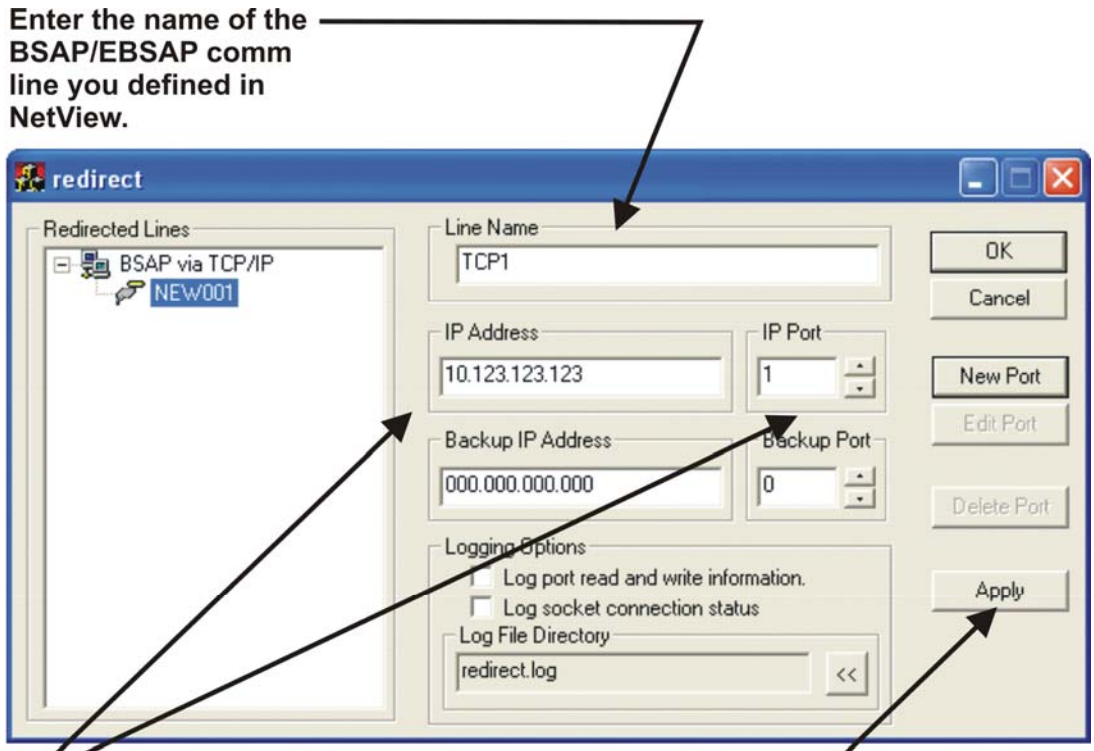 Enter the name of the
BSAP/EBSAP comm
line you defined in
NetView.
redirect
Redirected Lines
BSAP via TCP/IP
NEW001
Line Name
TCP1
IP Address
10.123.123.123
IP Port
1
Backup IP Address
000.000.000.000
Backup Port
0
Logging Options
Log port read and write information.
Log socket connection status
Log File Directory
redirect.log
<<
OK
Cancel
New Port
Edit Port
Delete Port
Apply